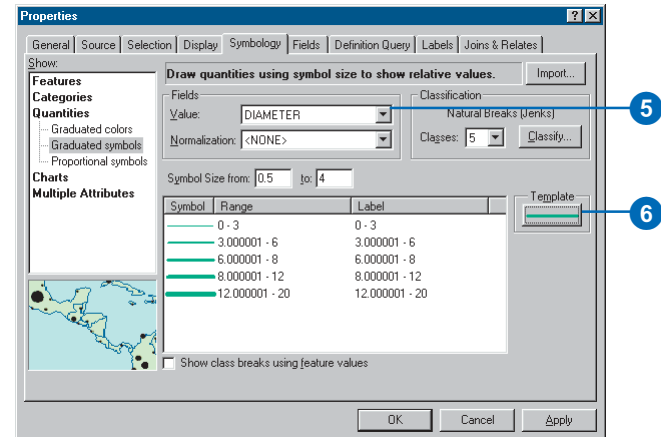 Properties
General Source Selection Display Symbology Fields Definition Query Labels Joins & Relates
Show:
Features
Categories
Quantities
Graduated colors
Graduated symbols
Proportional symbols
Charts
Multiple Attributes
Draw quantities using symbol size to show relative values.
Import...
Fields
Value: DIAMETER
Normalization: <NONE>
Classification
Natural Breaks (Jenks)
Classes: 5 Classify...
5
Symbol Size from: 0.5 to: 4
Symbol Range Label
0 - 3 0 - 3
3.000001 - 6 3.000001 - 6
6.000001 - 8 6.000001 - 8
8.000001 - 12 8.000001 - 12
12.000001 - 20 12.000001 - 20
Template
6
Show class breaks using feature values
OK Cancel Apply